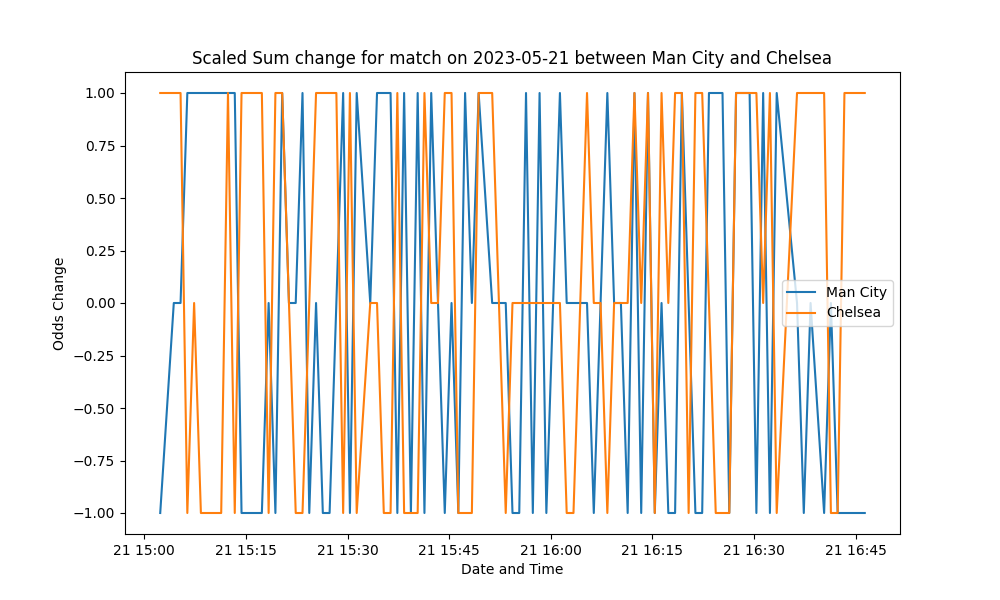 Scaled Sum change for match on 2023-05-21 between Man City and Chelsea
1.00
0.75
0.50
0.25
0.00
−0.25
−0.50
−0.75
−1.00
Odds Change
Man City
Chelsea
21 15:00 21 15:15 21 15:30 21 15:45 21 16:00 21 16:15 21 16:30 21 16:45
Date and Time